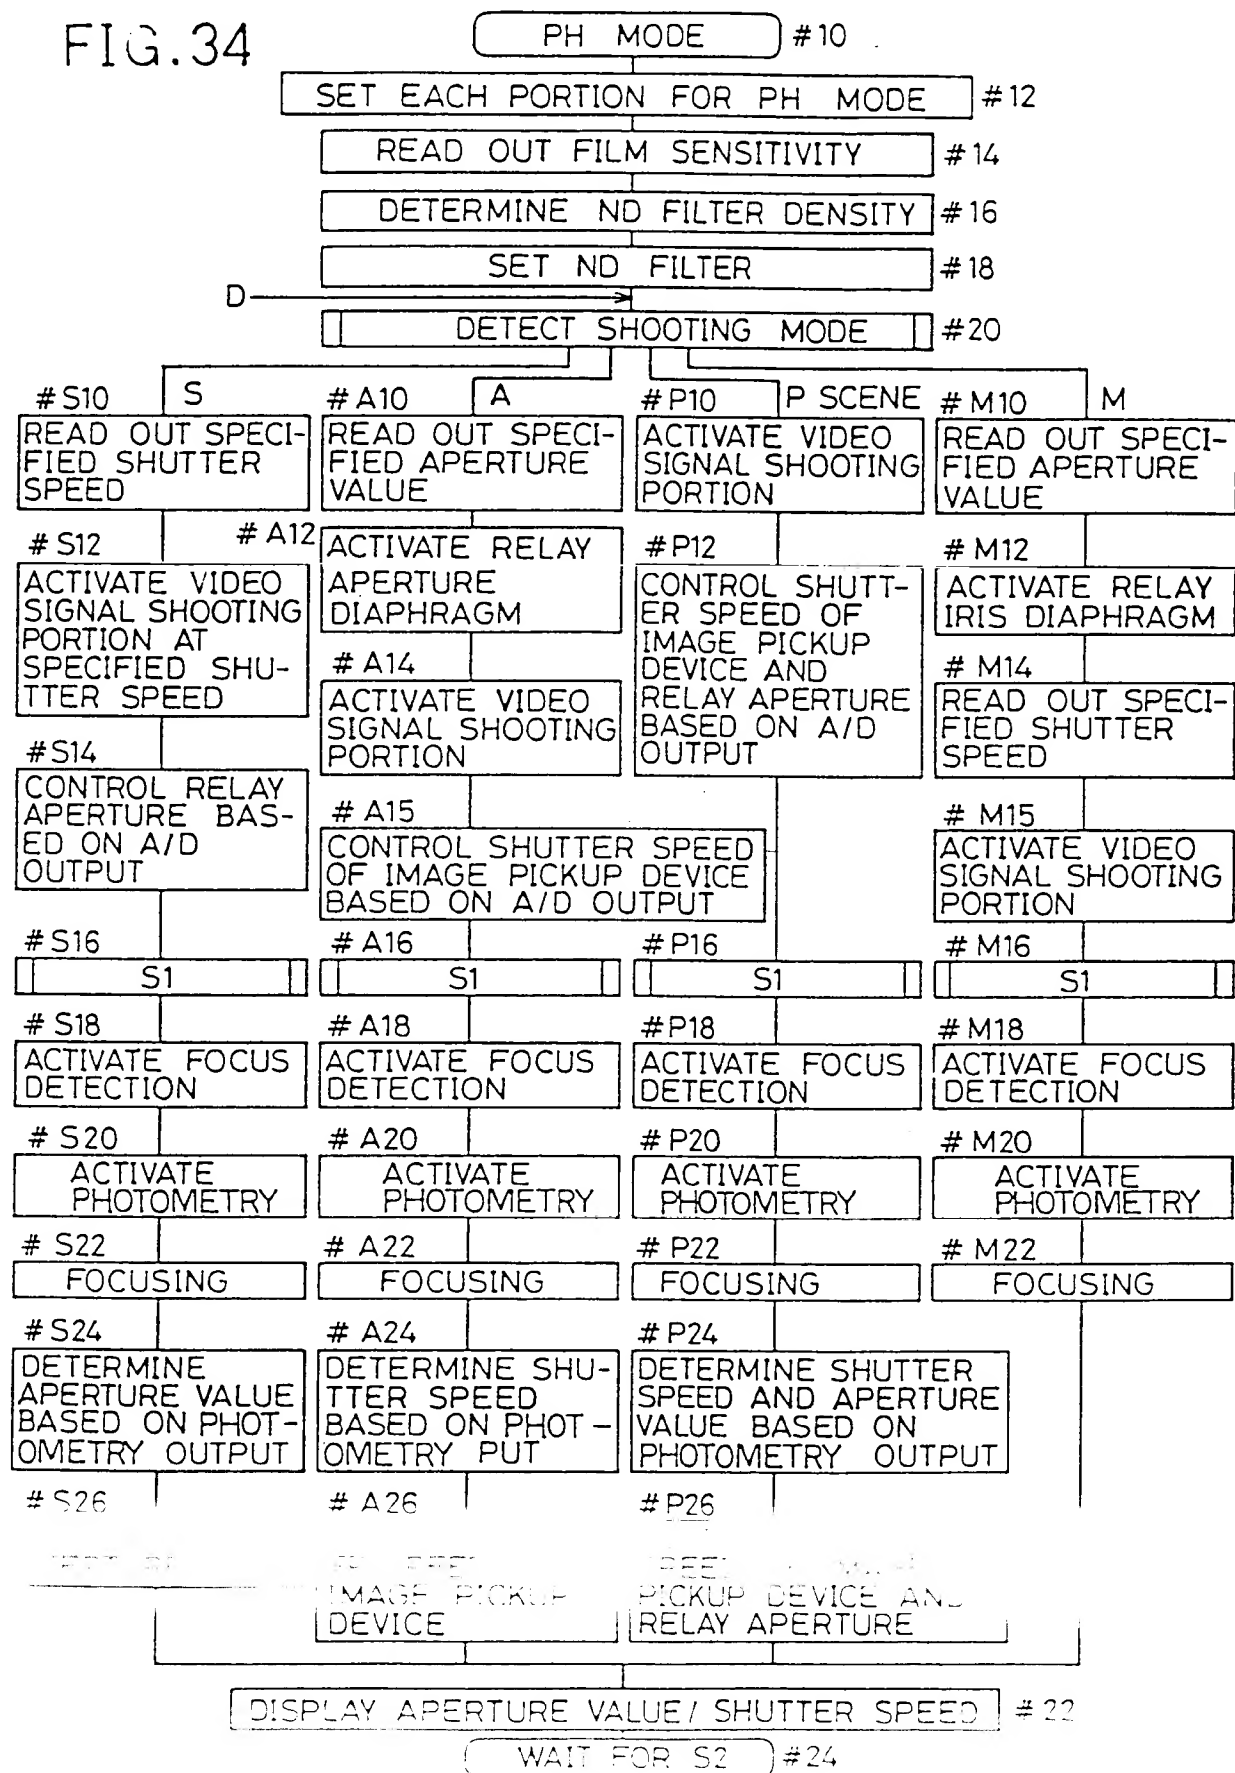 FIG.34
PH MODE #10
SET EACH PORTION FOR PH MODE #12
READ OUT FILM SENSITIVITY #14
DETERMINE ND FILTER DENSITY #16
SET ND FILTER #18
D
DETECT SHOOTING MODE #20
#S10 S
READ OUT SPECI-
FIED SHUTTER
SPEED
#S12
ACTIVATE VIDEO
SIGNAL SHOOTING
PORTION AT
SPECIFIED SHU-
TTER SPEED
#S14
CONTROL RELAY
APERTURE BAS-
ED ON A/D
OUTPUT
#S16
S1
#S18
ACTIVATE FOCUS
DETECTION
#S20
ACTIVATE
PHOTOMETRY
#S22
FOCUSING
#S24
DETERMINE
APERTURE VALUE
BASED ON PHOT-
OMETRY OUTPUT
#S26
#A10 A
READ OUT SPECI-
FIED APERTURE
VALUE
#A12
ACTIVATE RELAY
APERTURE
DIAPHRAGM
#A14
ACTIVATE VIDEO
SIGNAL SHOOTING
PORTION
#A15
CONTROL SHUTTER SPEED
OF IMAGE PICKUP DEVICE
BASED ON A/D OUTPUT
#A16
S1
#A18
ACTIVATE FOCUS
DETECTION
#A20
ACTIVATE
PHOTOMETRY
#A22
FOCUSING
#A24
DETERMINE SHU-
TTER SPEED
BASED ON PHOT-
OMETRY PUT
#A26
IMAGE PICKUP
DEVICE
#P10 P SCENE
ACTIVATE VIDEO
SIGNAL SHOOTING
PORTION
#P12
CONTROL SHUTT-
ER SPEED OF
IMAGE PICKUP
DEVICE AND
RELAY APERTURE
BASED ON A/D
OUTPUT
#P16
S1
#P18
ACTIVATE FOCUS
DETECTION
#P20
ACTIVATE
PHOTOMETRY
#P22
FOCUSING
#P24
DETERMINE SHUTTER
SPEED AND APERTURE
VALUE BASED ON
PHOTOMETRY OUTPUT
#P26
PICKUP DEVICE AND
RELAY APERTURE
#M10 M
READ OUT SPECI-
FIED APERTURE
VALUE
#M12
ACTIVATE RELAY
IRIS DIAPHRAGM
#M14
READ OUT SPECI-
FIED SHUTTER
SPEED
#M15
ACTIVATE VIDEO
SIGNAL SHOOTING
PORTION
#M16
S1
#M18
ACTIVATE FOCUS
DETECTION
#M20
ACTIVATE
PHOTOMETRY
#M22
FOCUSING
DISPLAY APERTURE VALUE/ SHUTTER SPEED #22
WAIT FOR S2 #24